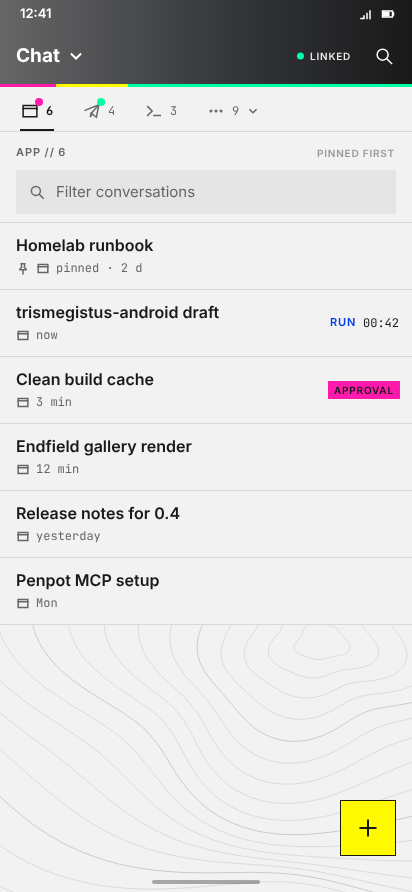 12:41
Chat
LINKED
6
4
3
9
APP // 6
PINNED FIRST
Filter conversations
Homelab runbook
pinned · 2 d
trismegistus-android draft
now
RUN 00:42
Clean build cache
3 min
APPROVAL
Endfield gallery render
12 min
Release notes for 0.4
yesterday
Penpot MCP setup
Mon